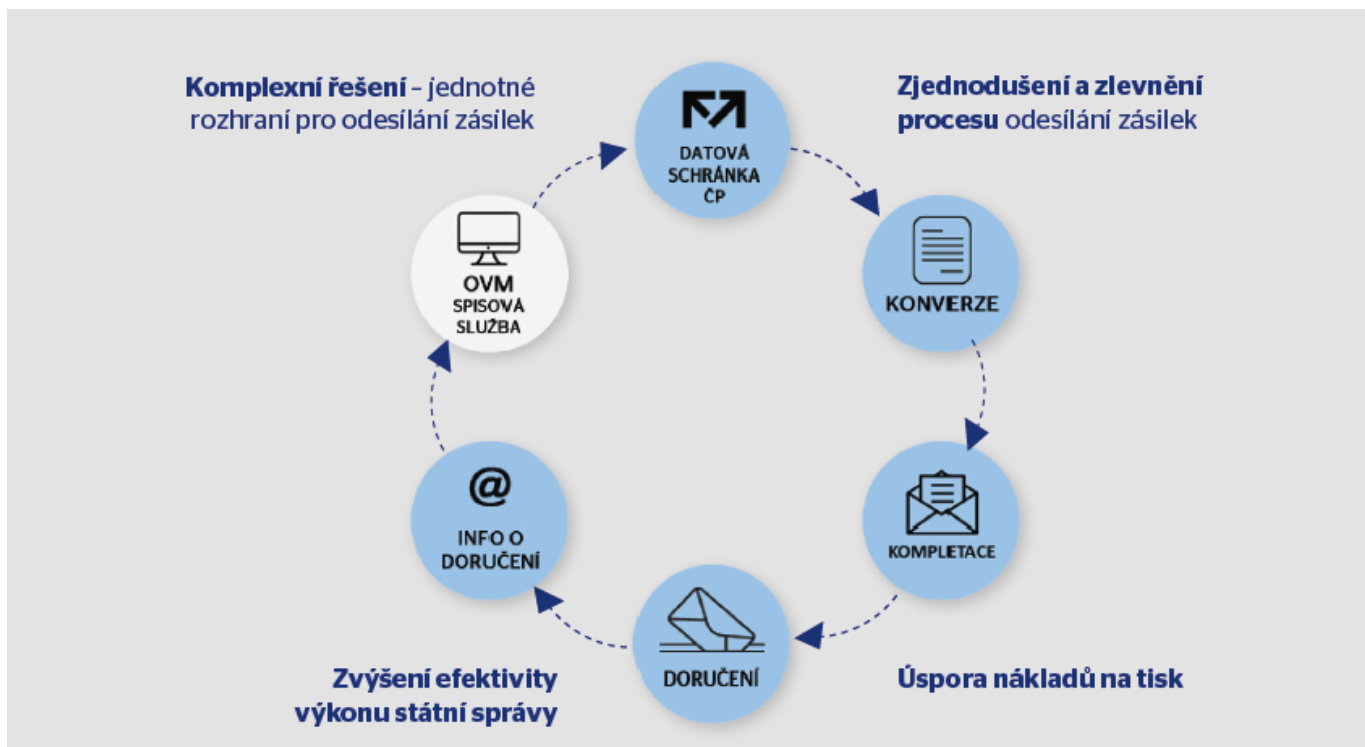 Komplexní řešení – jednotné
rozhraní pro odesílání zásilek
Zjednodušení a zlevnění
procesu odesílání zásilek
DATOVÁ
SCHRÁNKA
ČP
KONVERZE
KOMPLETACE
DORUČENÍ
@
INFO O
DORUČENÍ
OVM
SPISOVÁ
SLUŽBA
Zvýšení efektivity
výkonu státní správy
Úspora nákladů na tisk